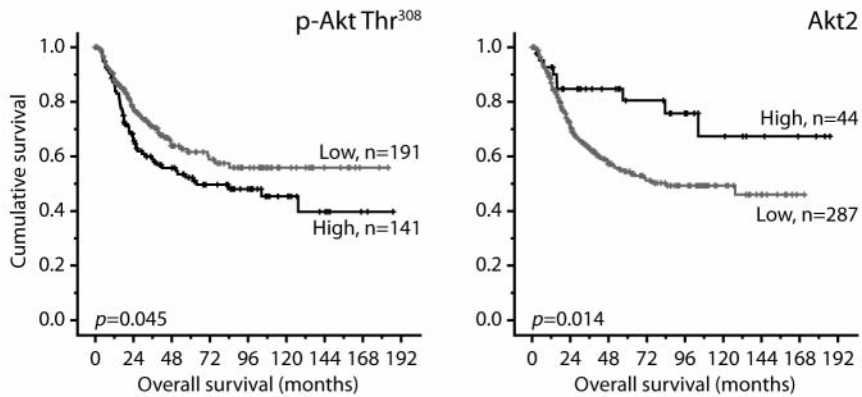 p-Akt Thr³⁰⁸
Cumulative survival
1.0
0.8
0.6
0.4
0.2
0.0
Low, n=191
High, n=141
p=0.045
0 24 48 72 96 120 144 168 192
Overall survival (months)
Akt2
1.0
0.8
0.6
0.4
0.2
0.0
High, n=44
Low, n=287
p=0.014
0 24 48 72 96 120 144 168 192
Overall survival (months)